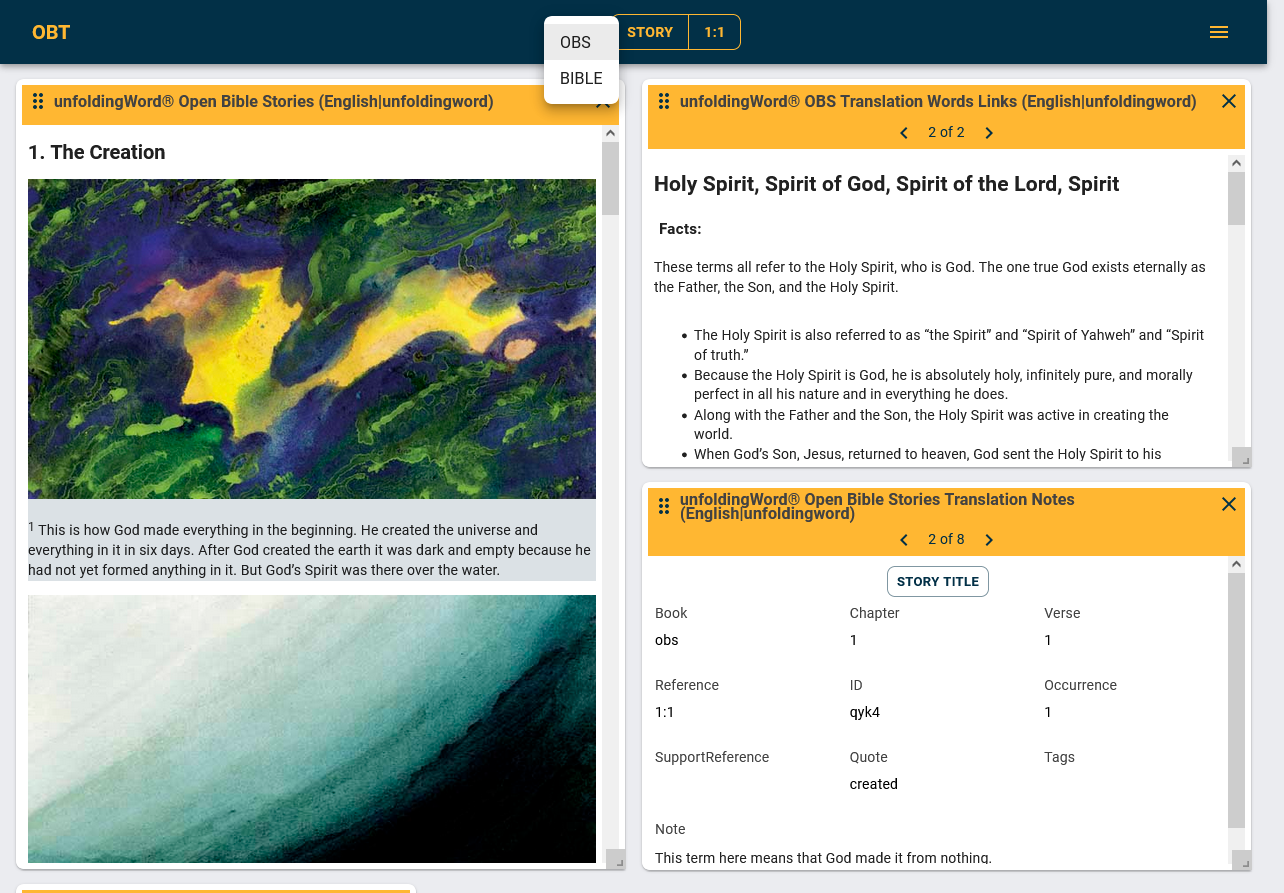 OBT
OBS
BIBLE
STORY
1:1
unfoldingWord® Open Bible Stories (English|unfoldingword)
1. The Creation
1 This is how God made everything in the beginning. He created the universe and
everything in it in six days. After God created the earth it was dark and empty because he
had not yet formed anything in it. But God’s Spirit was there over the water.
unfoldingWord® OBS Translation Words Links (English|unfoldingword)
2 of 2
Holy Spirit, Spirit of God, Spirit of the Lord, Spirit
Facts:
These terms all refer to the Holy Spirit, who is God. The one true God exists eternally as
the Father, the Son, and the Holy Spirit.
• The Holy Spirit is also referred to as “the Spirit” and “Spirit of Yahweh” and “Spirit
of truth.”
• Because the Holy Spirit is God, he is absolutely holy, infinitely pure, and morally
perfect in all his nature and in everything he does.
• Along with the Father and the Son, the Holy Spirit was active in creating the
world.
• When God’s Son, Jesus, returned to heaven, God sent the Holy Spirit to his
unfoldingWord® Open Bible Stories Translation Notes
(English|unfoldingword)
2 of 8
STORY TITLE
Book Chapter Verse
obs 1 1
Reference ID Occurrence
1:1 qyk4 1
SupportReference Quote Tags
created
Note
This term here means that God made it from nothing.